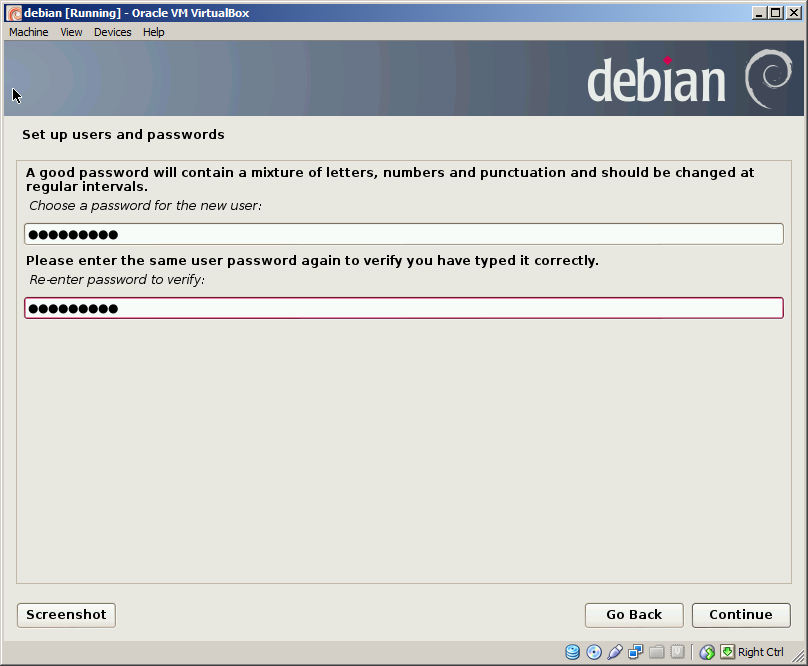 debian [Running] - Oracle VM VirtualBox
Machine View Devices Help
debian
Set up users and passwords
A good password will contain a mixture of letters, numbers and punctuation and should be changed at
regular intervals.
Choose a password for the new user:
●●●●●●●●●
Please enter the same user password again to verify you have typed it correctly.
Re-enter password to verify:
●●●●●●●●●
Screenshot Go Back Continue
Right Ctrl